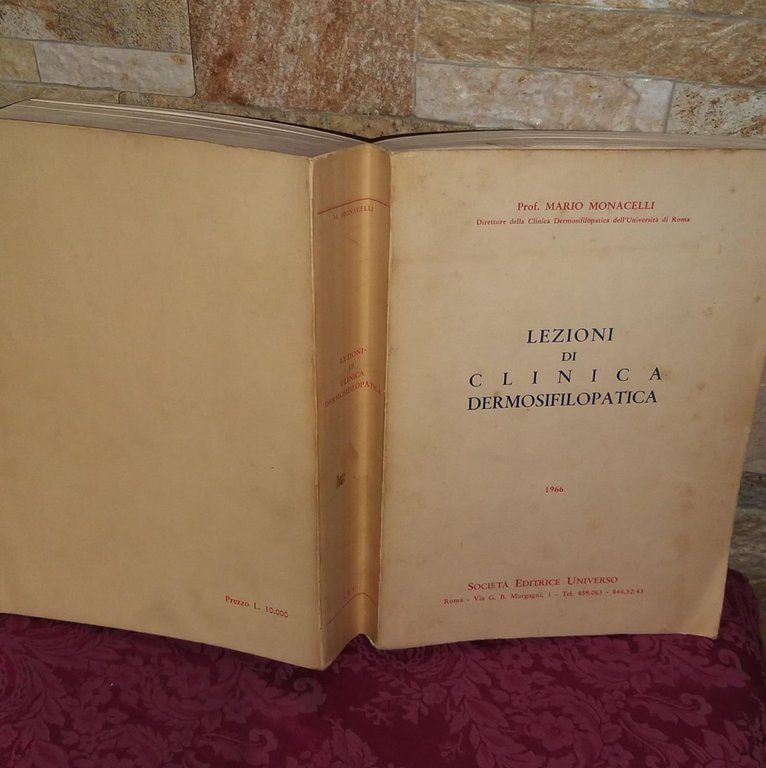 Prof. MARIO MONACELLI
Direttore della Clinica Dermosifilopatica dell'Università di Roma
LEZIONI
DI
CLINICA
DERMOSIFILOPATICA
1966
SOCIETÀ EDITRICE UNIVERSO
Roma - Via G. B. Morgagni, 1 - Tel. 859.063 - 844.52.43
M. MONACELLI
LEZIONI
DI
CLINICA
DERMOSIFILOPATICA
Prezzo L. 10.000